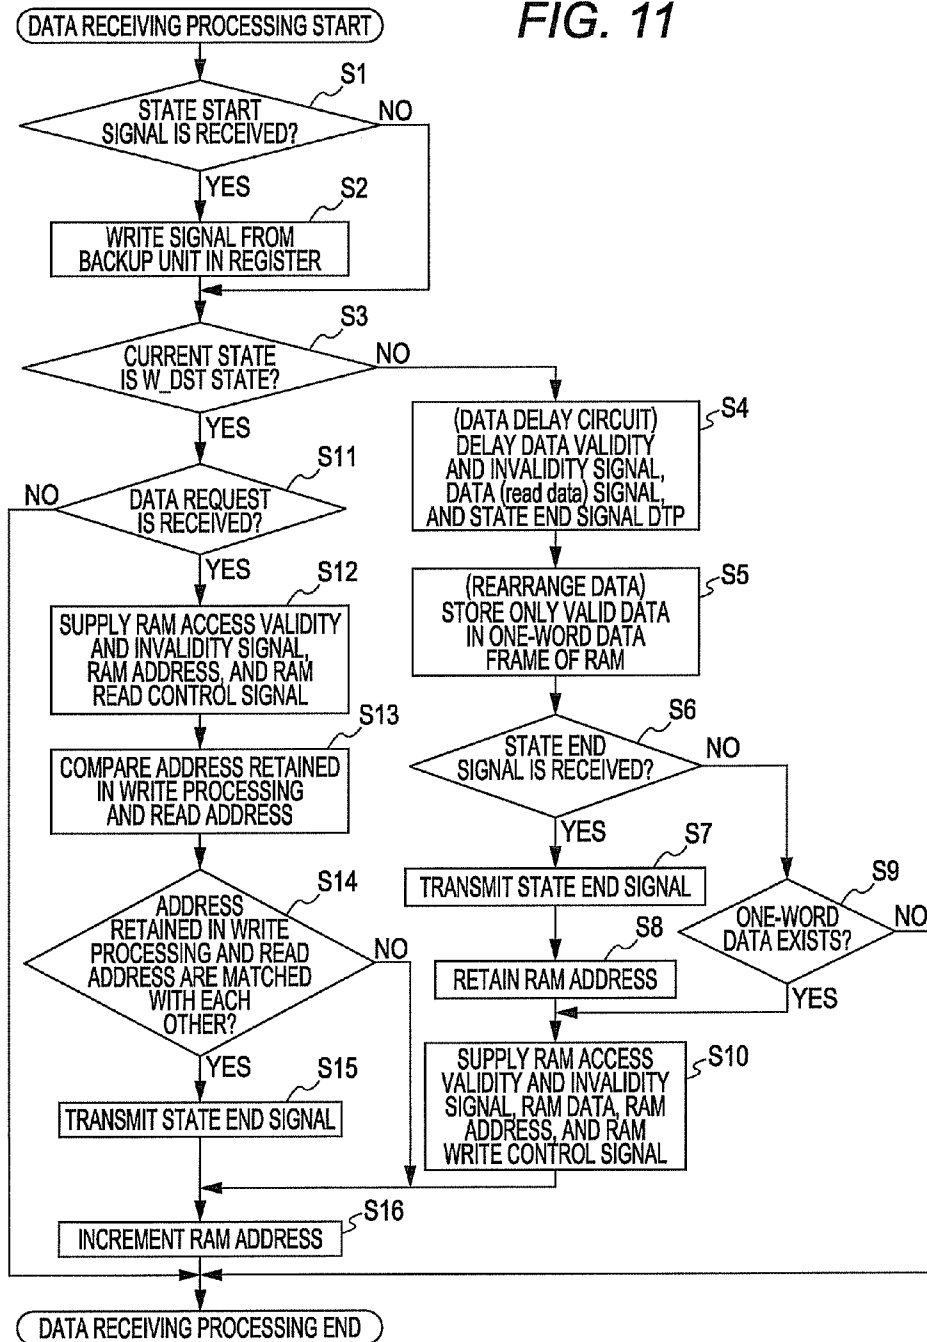 FIG. 11
DATA RECEIVING PROCESSING START
S1
STATE START
SIGNAL IS RECEIVED?
NO
YES
S2
WRITE SIGNAL FROM
BACKUP UNIT IN REGISTER
S3
CURRENT STATE
IS W_DST STATE?
NO
YES
S4
(DATA DELAY CIRCUIT)
DELAY DATA VALIDITY
AND INVALIDITY SIGNAL,
DATA (read data) SIGNAL,
AND STATE END SIGNAL DTP
S5
(REARRANGE DATA)
STORE ONLY VALID DATA
IN ONE-WORD DATA
FRAME OF RAM
S6
STATE END
SIGNAL IS RECEIVED?
NO
YES
S7
TRANSMIT STATE END SIGNAL
S8
RETAIN RAM ADDRESS
S9
ONE-WORD
DATA EXISTS?
NO
YES
S10
SUPPLY RAM ACCESS
VALIDITY AND INVALIDITY
SIGNAL, RAM DATA, RAM
ADDRESS, AND RAM
WRITE CONTROL SIGNAL
S11
DATA REQUEST
IS RECEIVED?
NO
YES
S12
SUPPLY RAM ACCESS VALIDITY
AND INVALIDITY SIGNAL,
RAM ADDRESS, AND RAM
READ CONTROL SIGNAL
S13
COMPARE ADDRESS RETAINED
IN WRITE PROCESSING
AND READ ADDRESS
S14
ADDRESS
RETAINED IN WRITE
PROCESSING AND READ
ADDRESS ARE MATCHED
WITH EACH
OTHER?
NO
YES
S15
TRANSMIT STATE END SIGNAL
S16
INCREMENT RAM ADDRESS
DATA RECEIVING PROCESSING END